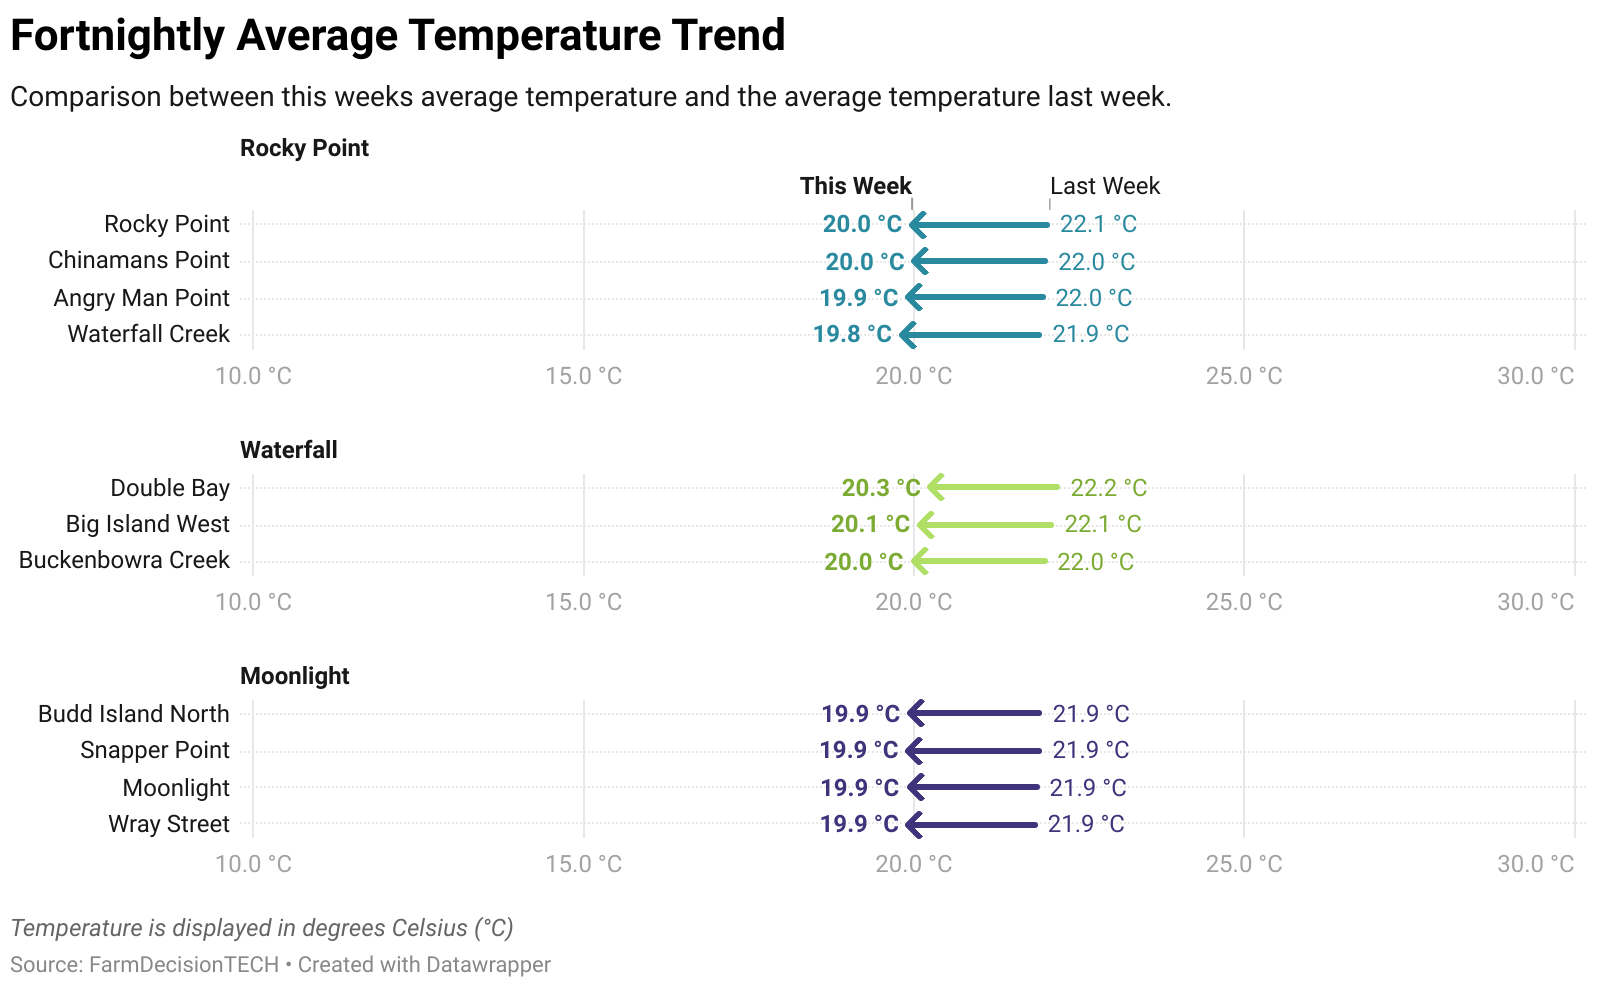 Fortnightly Average Temperature Trend
Comparison between this weeks average temperature and the average temperature last week.
Rocky Point
This Week Last Week
Rocky Point 20.0 °C 22.1 °C
Chinamans Point 20.0 °C 22.0 °C
Angry Man Point 19.9 °C 22.0 °C
Waterfall Creek 19.8 °C 21.9 °C
10.0 °C 15.0 °C 20.0 °C 25.0 °C 30.0 °C
Waterfall
Double Bay 20.3 °C 22.2 °C
Big Island West 20.1 °C 22.1 °C
Buckenbowra Creek 20.0 °C 22.0 °C
10.0 °C 15.0 °C 20.0 °C 25.0 °C 30.0 °C
Moonlight
Budd Island North 19.9 °C 21.9 °C
Snapper Point 19.9 °C 21.9 °C
Moonlight 19.9 °C 21.9 °C
Wray Street 19.9 °C 21.9 °C
10.0 °C 15.0 °C 20.0 °C 25.0 °C 30.0 °C
Temperature is displayed in degrees Celsius (°C)
Source: FarmDecisionTECH • Created with Datawrapper